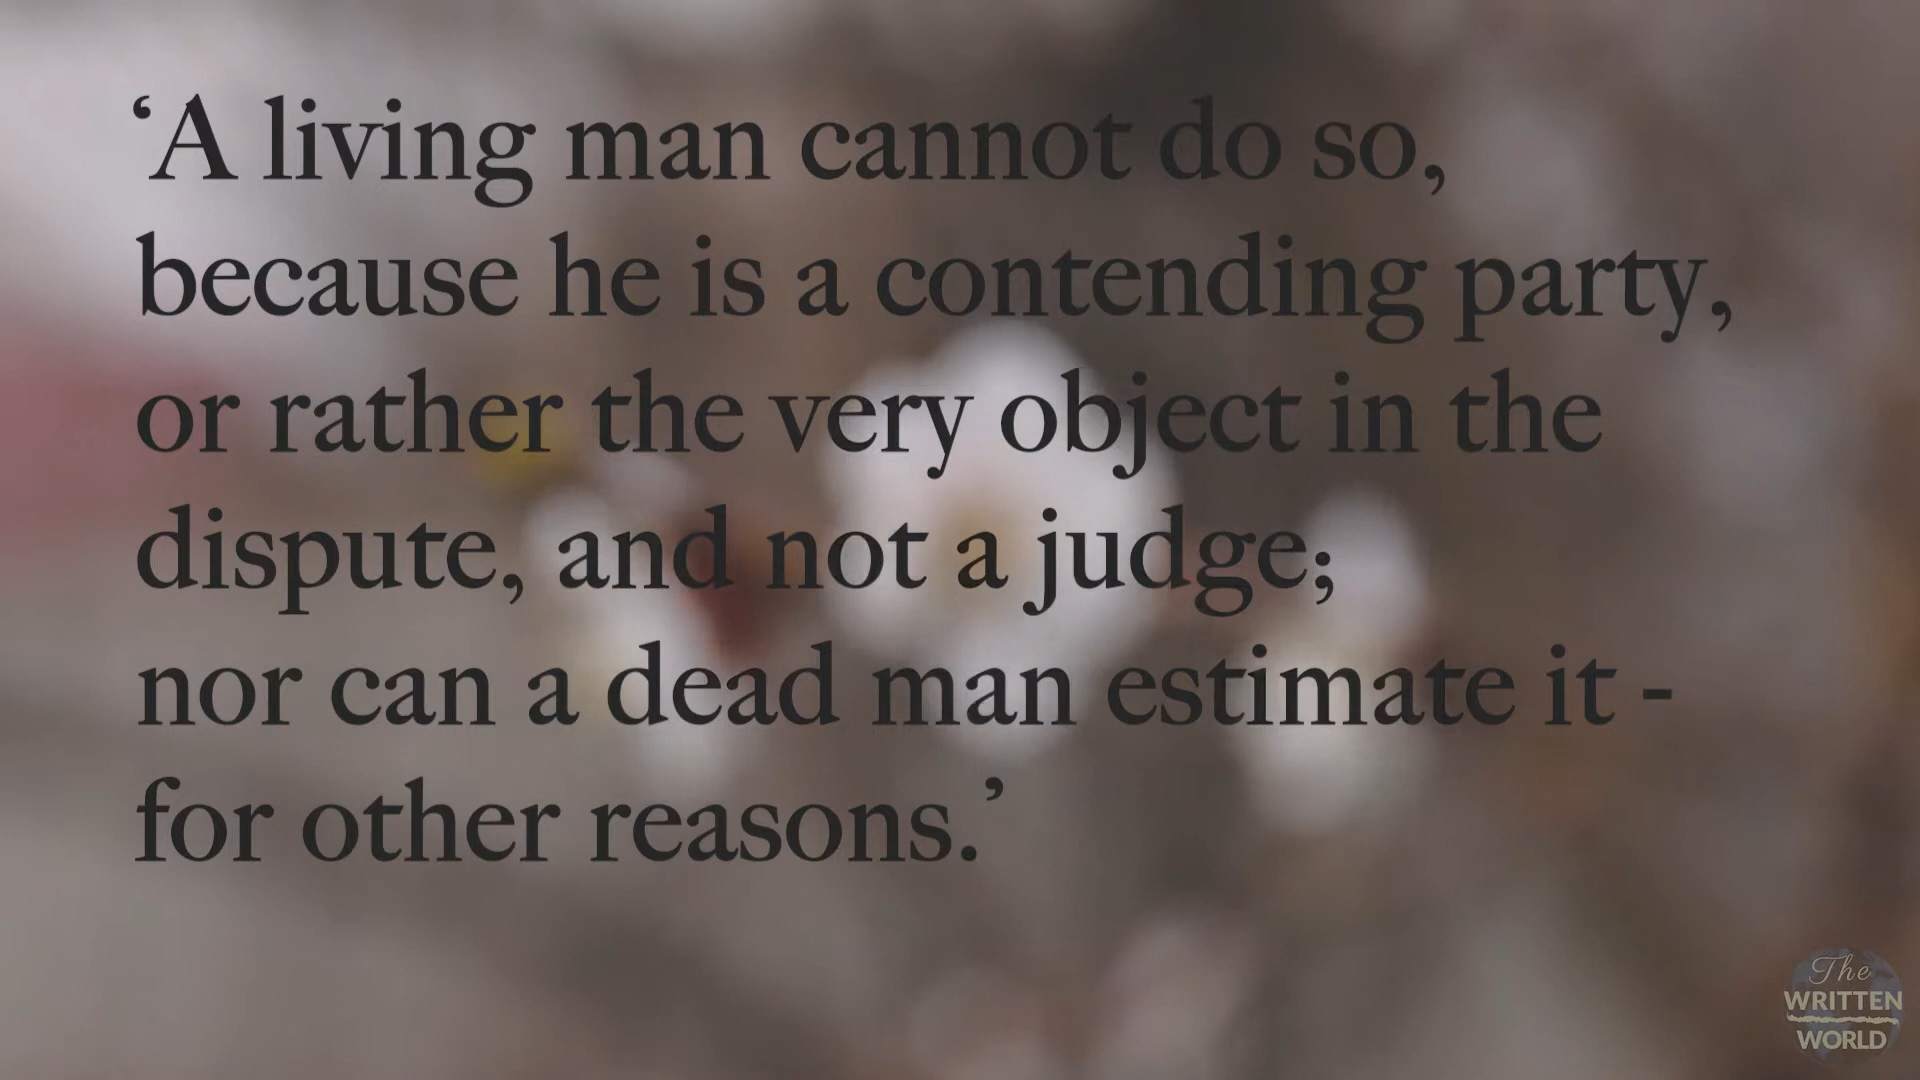 ‘A living man cannot do so,
because he is a contending party,
or rather the very object in the
dispute, and not a judge;
nor can a dead man estimate it -
for other reasons.’
The
WRITTEN
WORLD